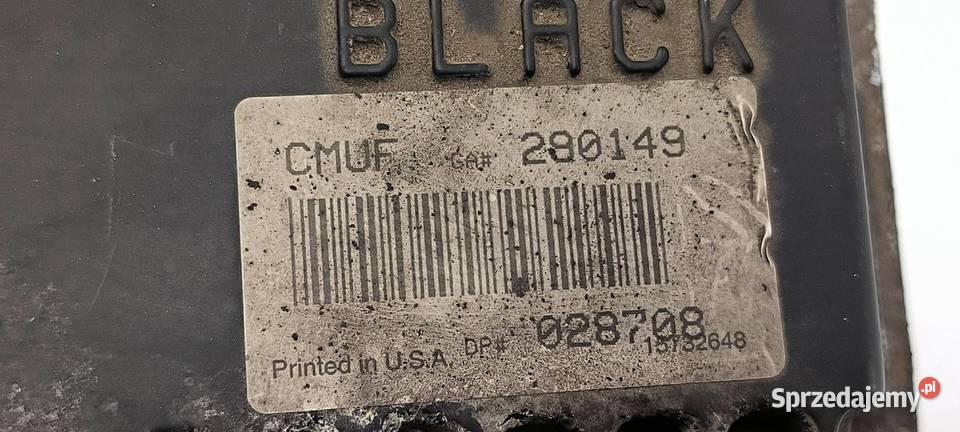 BLACK
CMUF GA# 280149
Printed in U.S.A. DP# 028708
15732648
Sprzedajemy.pl